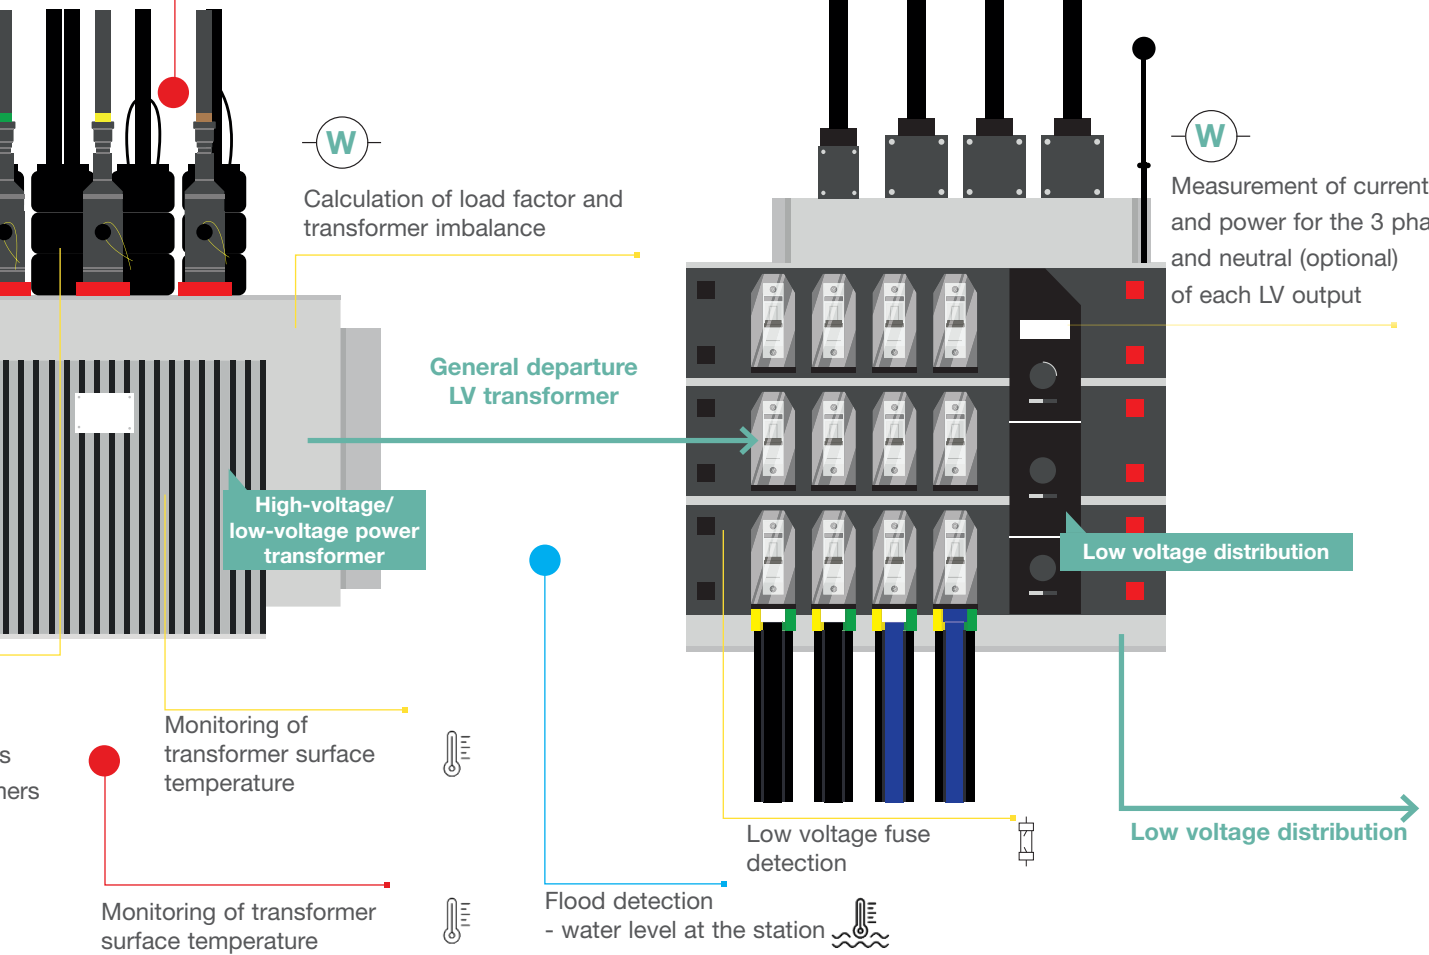 W
Calculation of load factor and
transformer imbalance
W
Measurement of current
and power for the 3 pha
and neutral (optional)
of each LV output
General departure
LV transformer
High-voltage/
low-voltage power
transformer
Low voltage distribution
Monitoring of
transformer surface
temperature
s
ners
Low voltage fuse
detection
Low voltage distribution
Monitoring of transformer
surface temperature
Flood detection
- water level at the station